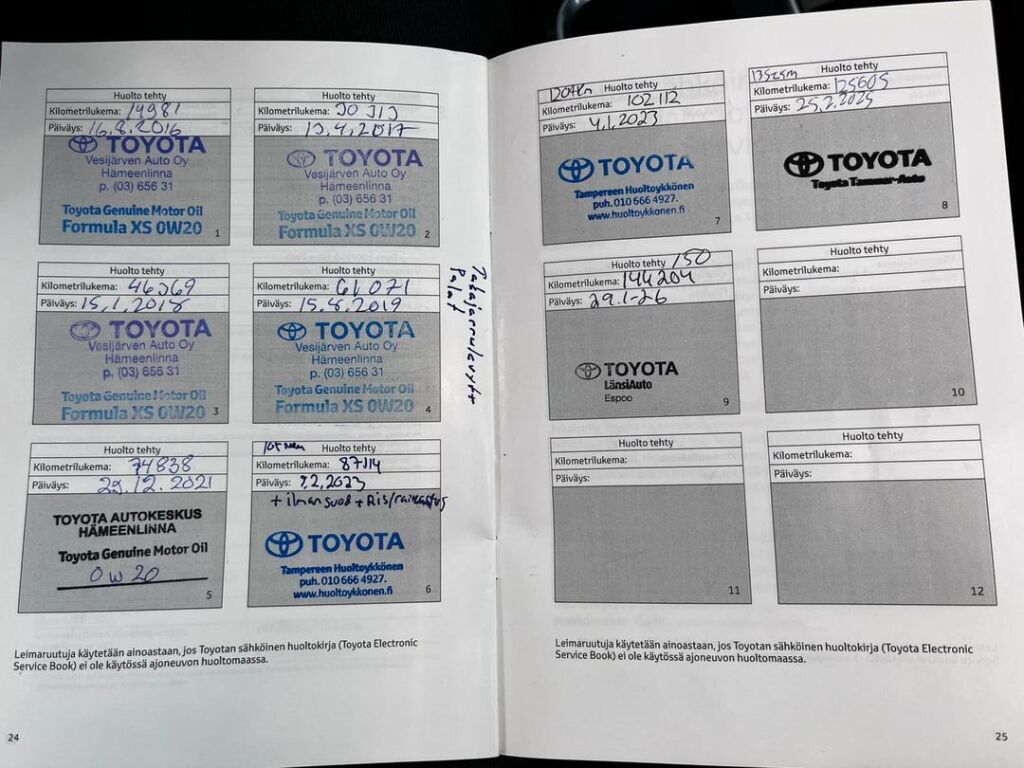 Huolto tehty
Kilometrilukema: 14981
Päiväys: 16.8.2016
TOYOTA
Vesijärven Auto Oy
Hämeenlinna
p. (03) 656 31
Toyota Genuine Motor Oil
Formula XS 0W20
1
Huolto tehty
Kilometrilukema: 30313
Päiväys: 13.4.2017
TOYOTA
Vesijärven Auto Oy
Hämeenlinna
p. (03) 656 31
Toyota Genuine Motor Oil
Formula XS 0W20
2
Huolto tehty
Kilometrilukema: 46369
Päiväys: 15.1.2018
TOYOTA
Vesijärven Auto Oy
Hämeenlinna
p. (03) 656 31
Toyota Genuine Motor Oil
Formula XS 0W20
3
Huolto tehty
Kilometrilukema: 61071
Päiväys: 15.8.2019
TOYOTA
Vesijärven Auto Oy
Hämeenlinna
p. (03) 656 31
Toyota Genuine Motor Oil
Formula XS 0W20
4
Takajarrulevyt+
Palat
Huolto tehty
Kilometrilukema: 74838
Päiväys: 29.12.2021
TOYOTA AUTOKESKUS
HÄMEENLINNA
Toyota Genuine Motor Oil
0W20
5
Huolto tehty
Kilometrilukema:
Päiväys: 2.2023
+ ilmansuod +
TOYOTA
Tampereen Huoltoykkönen
puh. 010 666 4927.
www.huoltoykkonen.fi
6
Leimaruutuja käytetään ainoastaan, jos Toyotan sähköinen huoltokirja (Toyota Electronic
Service Book) ei ole käytössä ajoneuvon huoltomaassa.
24
Huolto tehty
Kilometrilukema: 102112
Päiväys: 4.1.2023
TOYOTA
Tampereen Huoltoykkönen
puh. 010 666 4927.
www.huoltoykkonen.fi
7
Huolto tehty
Kilometrilukema: 125605
Päiväys: 25.2.2025
TOYOTA
Toyota Tammer-Auto
8
Huolto tehty 150
Kilometrilukema: 144204
Päiväys: 29.1-26
TOYOTA
LänsiAuto
Espoo
9
Kilometrilukema:
Päiväys:
10
Huolto tehty
Kilometrilukema:
Päiväys:
11
Huolto tehty
Kilometrilukema:
Päiväys:
12
Leimaruutuja käytetään ainoastaan, jos Toyotan sähköinen huoltokirja (Toyota Electronic
Service Book) ei ole käytössä ajoneuvon huoltomaassa.
25